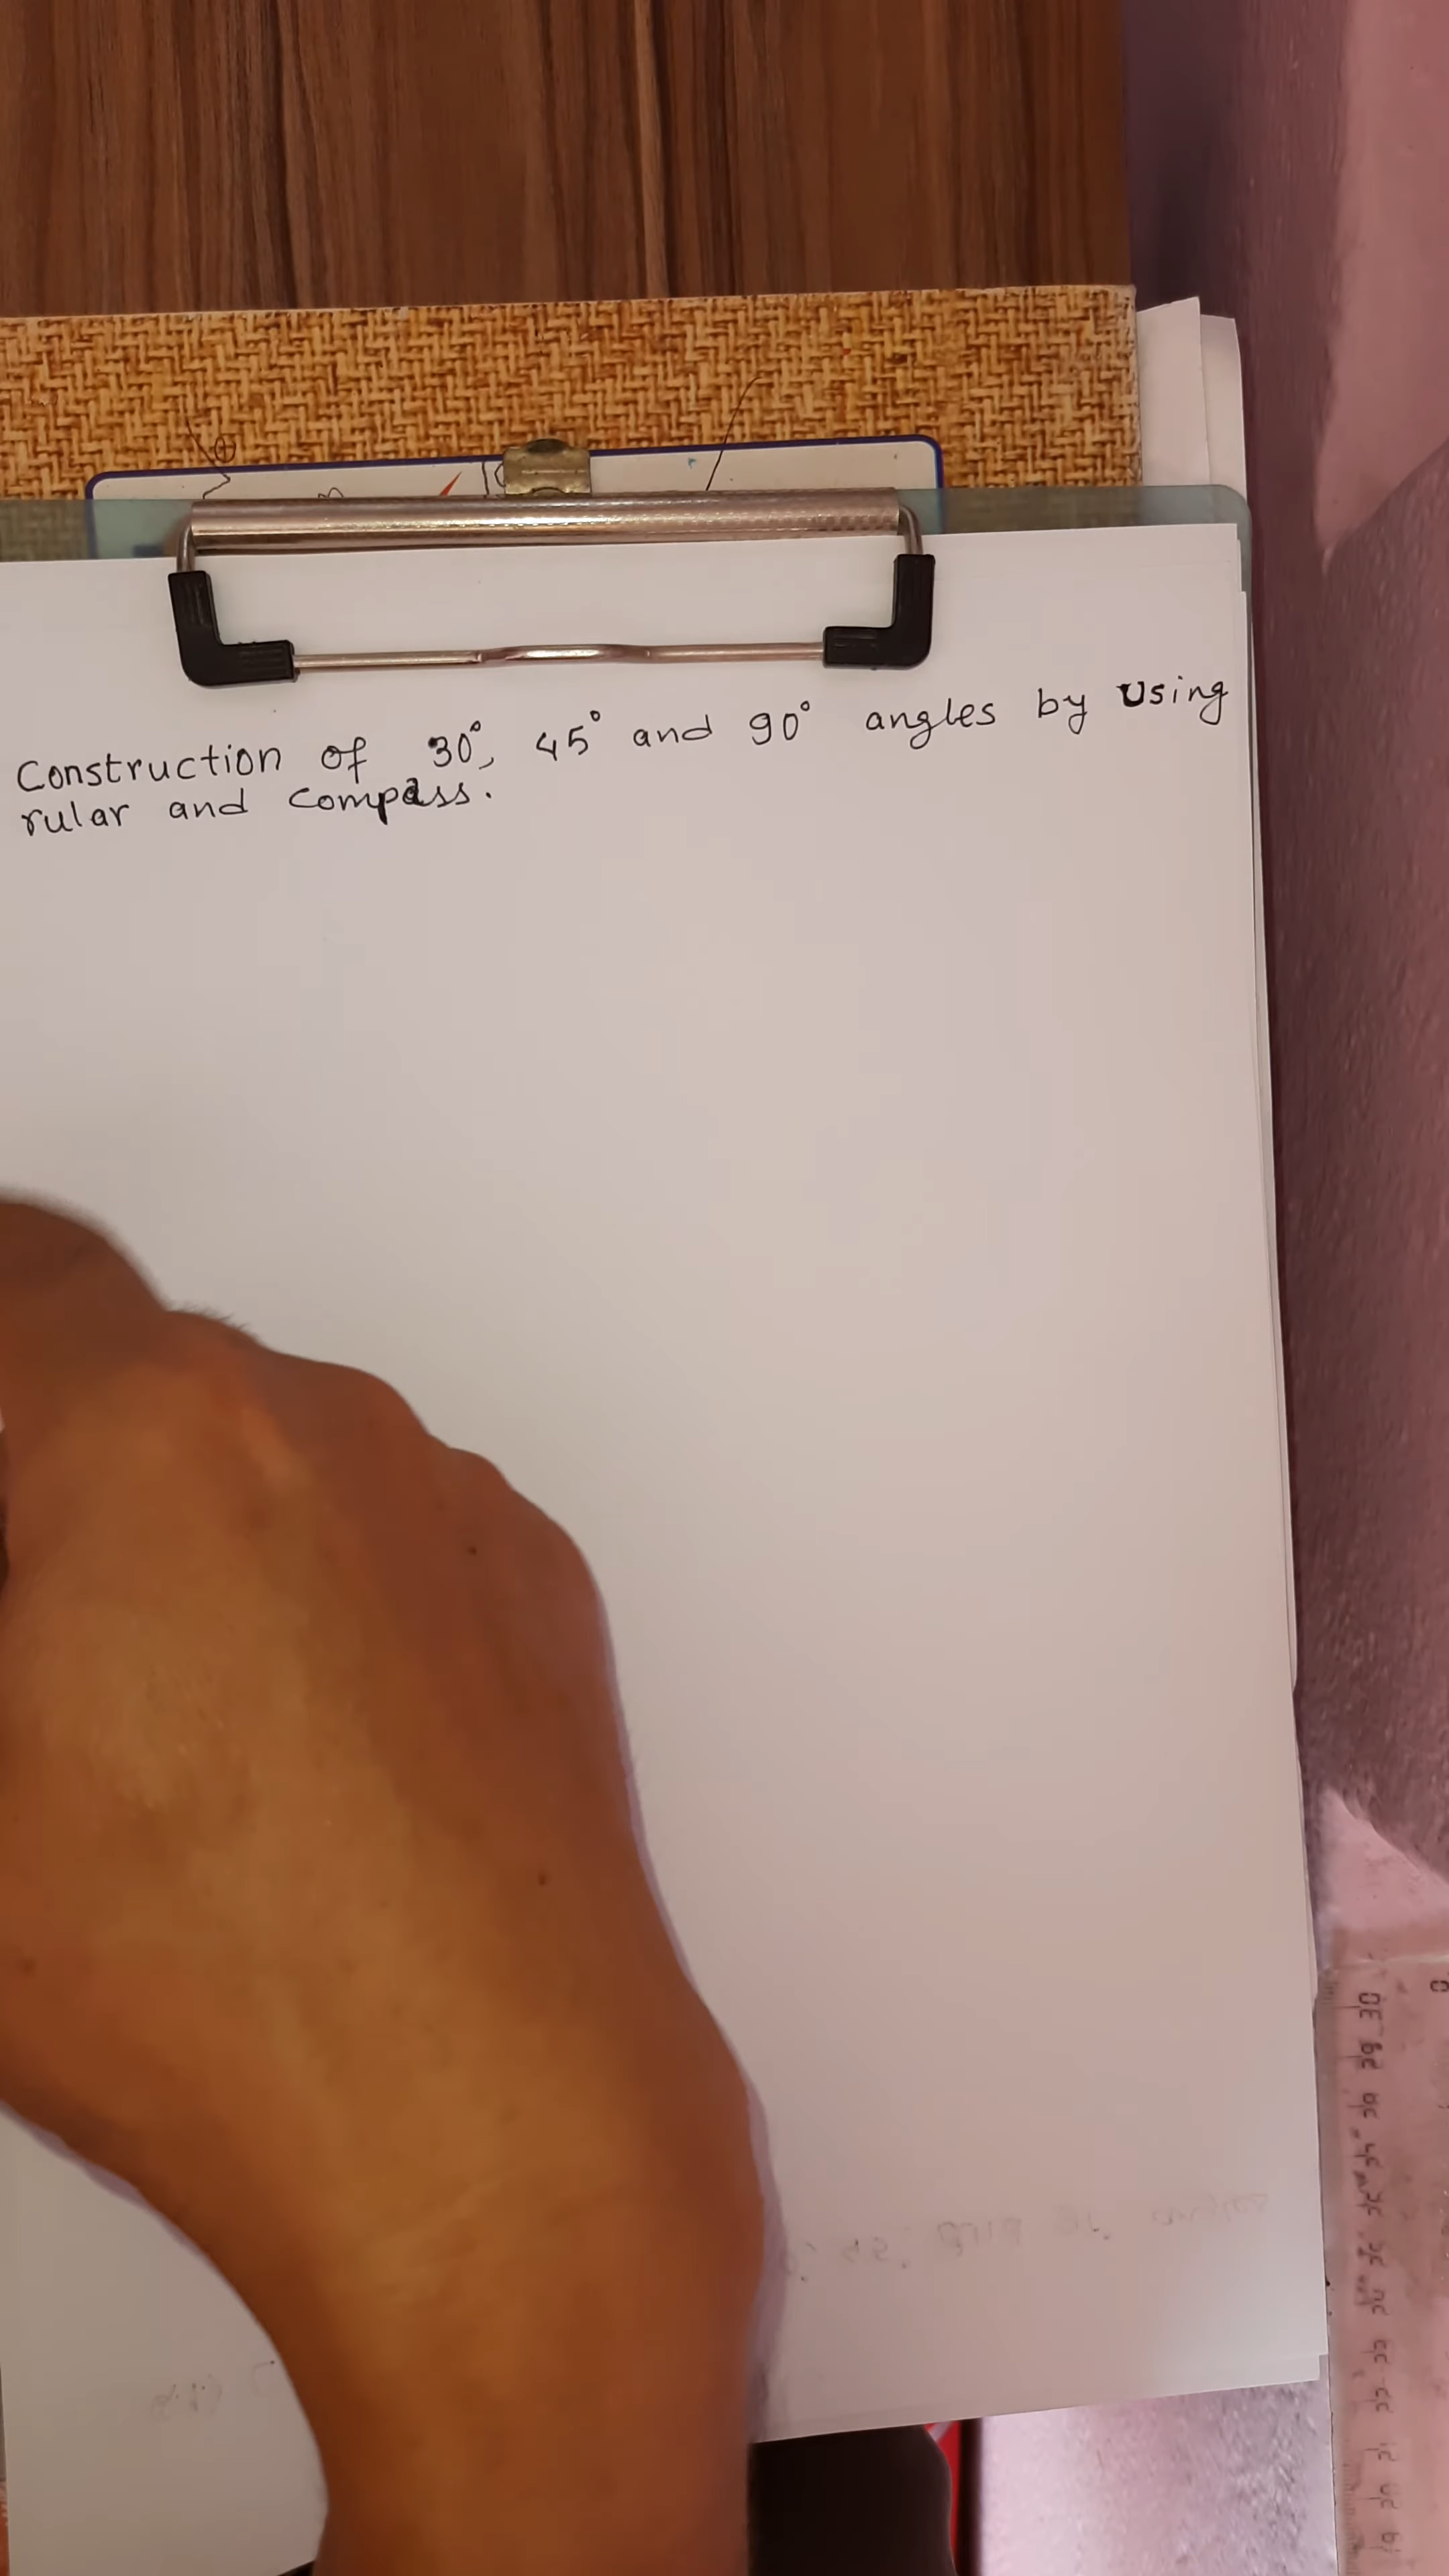 Construction of 30°, 45° and 90° angles by using
rular and compass.